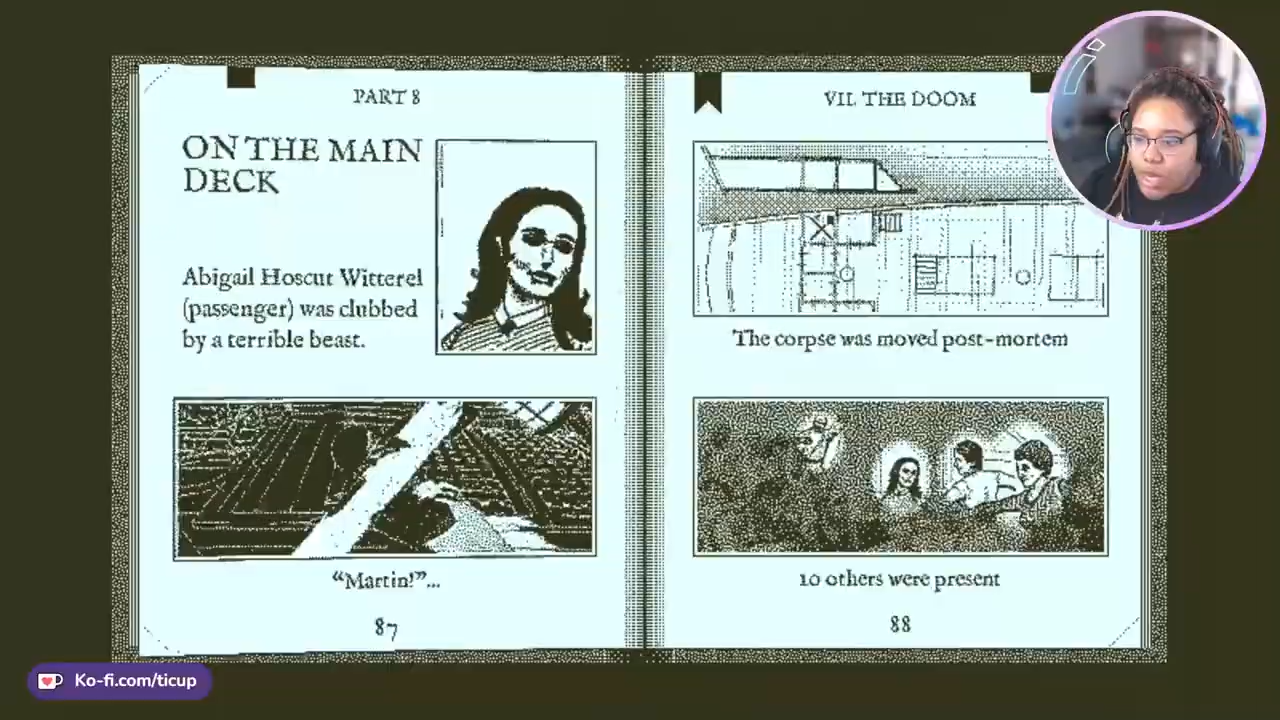 PART 8
ON THE MAIN
DECK
Abigail Hoscut Witterel
(passenger) was clubbed
by a terrible beast.
“Martin!”...
87
VII. THE DOOM
The corpse was moved post-mortem
10 others were present
88
Ko-fi.com/ticup